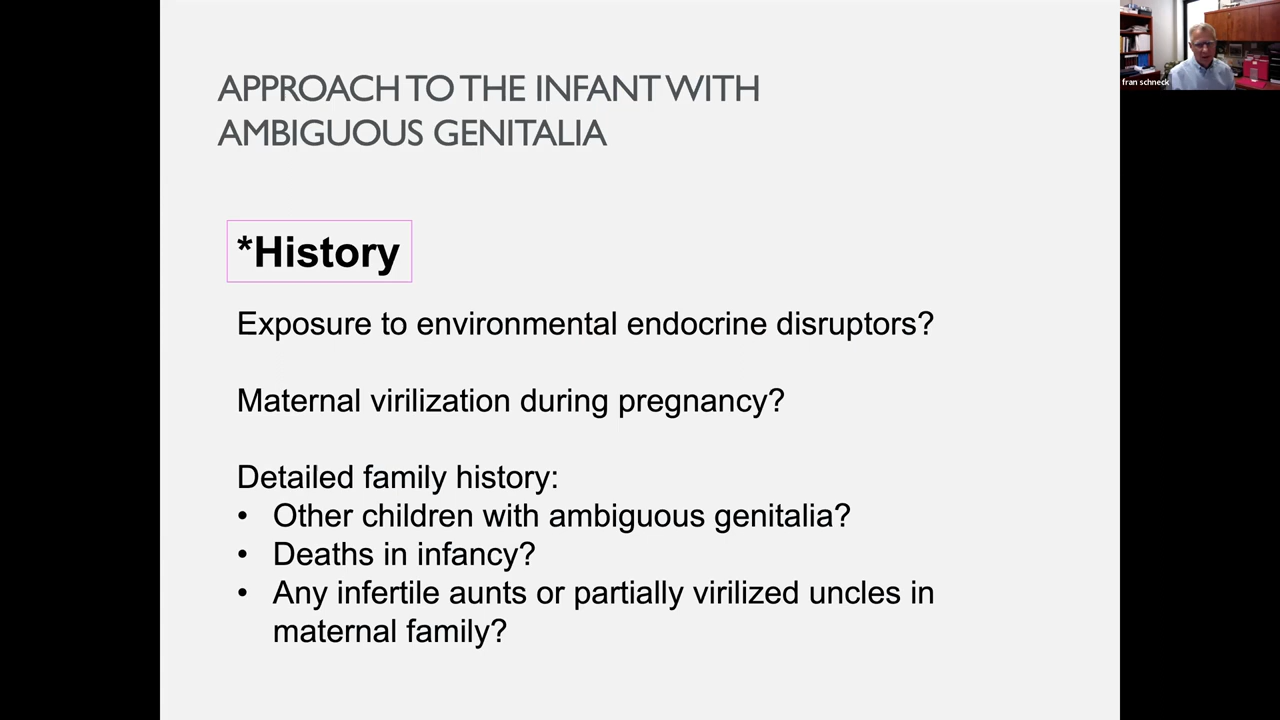 APPROACH TO THE INFANT WITH
AMBIGUOUS GENITALIA
*History
Exposure to environmental endocrine disruptors?
Maternal virilization during pregnancy?
Detailed family history:
• Other children with ambiguous genitalia?
• Deaths in infancy?
• Any infertile aunts or partially virilized uncles in
maternal family?
fran schneck